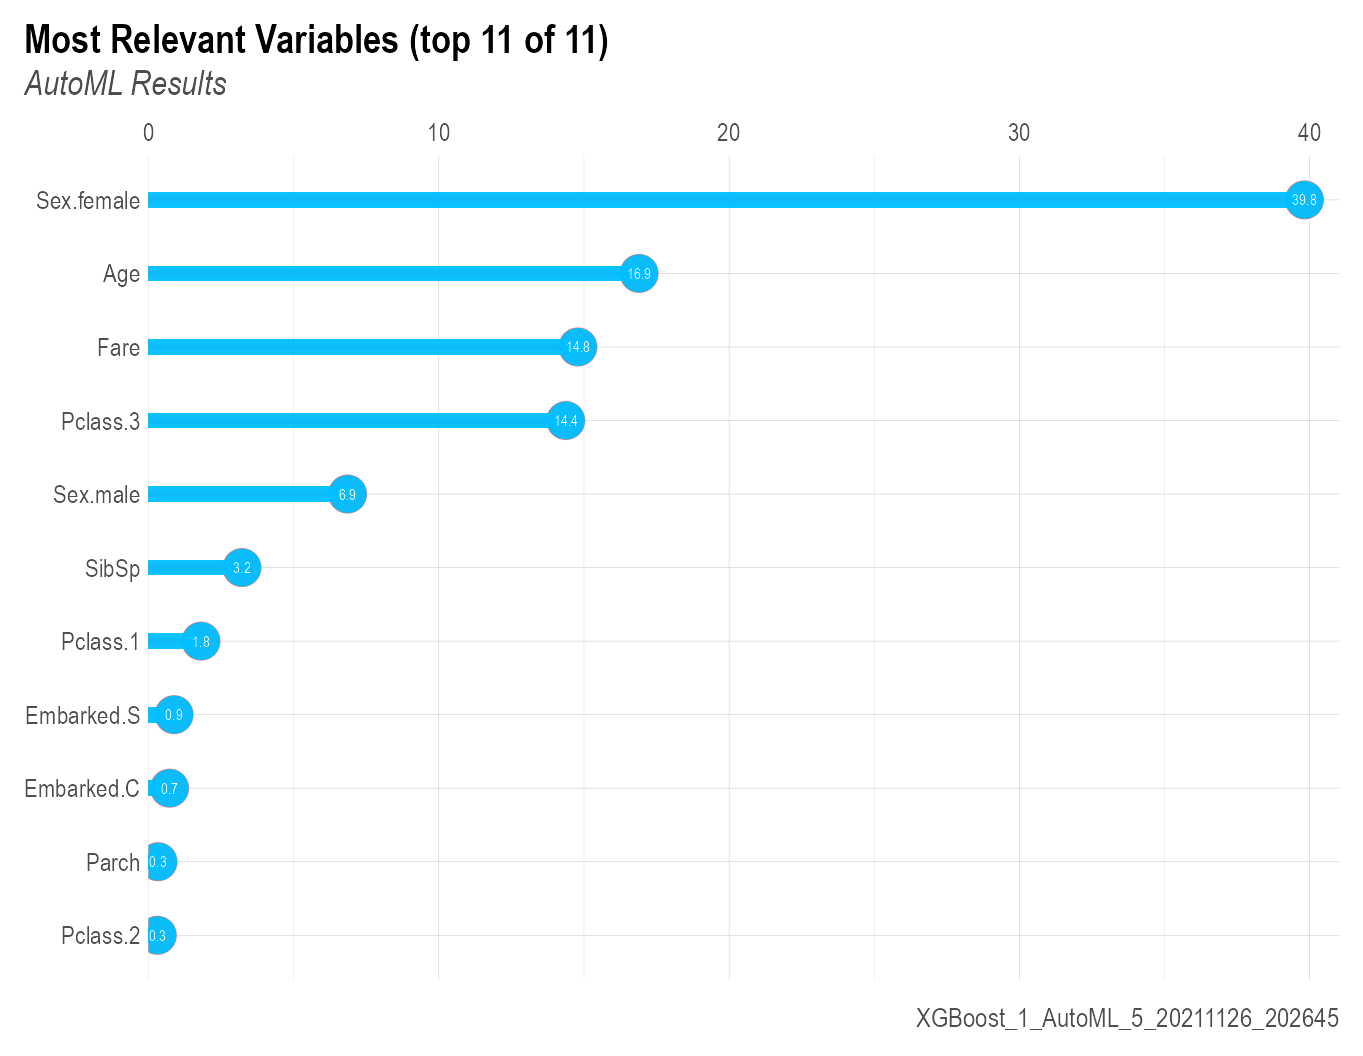 Most Relevant Variables (top 11 of 11)
AutoML Results
0 10 20 30 40
Sex.female 39.8
Age 16.9
Fare 14.8
Pclass.3 14.4
Sex.male 6.9
SibSp 3.2
Pclass.1 1.8
Embarked.S 0.9
Embarked.C 0.7
Parch 0.3
Pclass.2 0.3
XGBoost_1_AutoML_5_20211126_202645